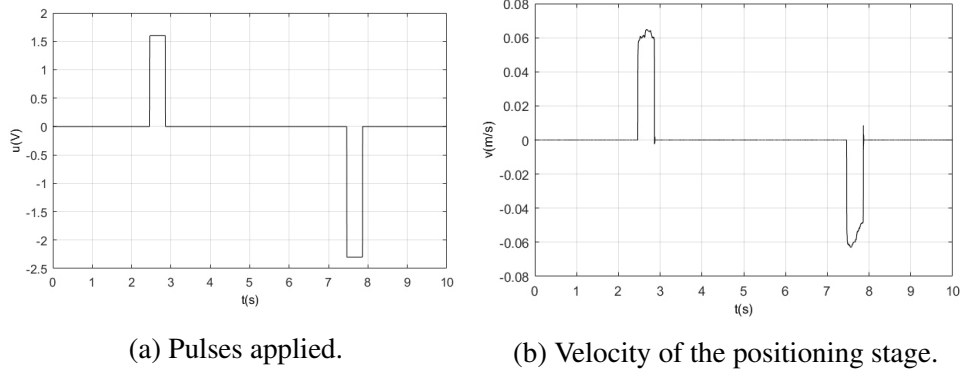 2
1.5
1
0.5
0
-0.5
-1
-1.5
-2
-2.5
u(V)
0 1 2 3 4 5 6 7 8 9 10
t(s)
(a) Pulses applied.
0.08
0.06
0.04
0.02
0
-0.02
-0.04
-0.06
-0.08
v(m/s)
0 1 2 3 4 5 6 7 8 9 10
t(s)
(b) Velocity of the positioning stage.